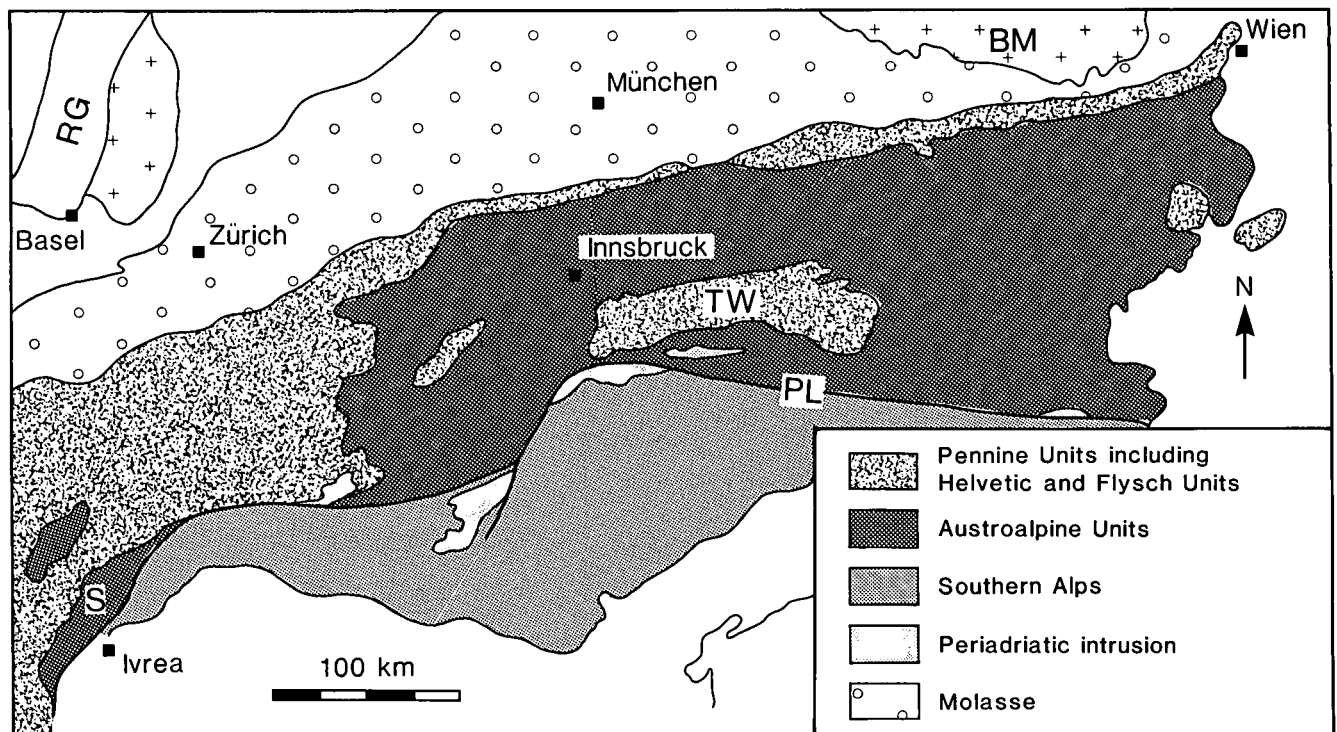 BM
Wien
München
RG
Basel
Zürich
Innsbruck
TW
N
PL
S
Ivrea
100 km
Pennine Units including
Helvetic and Flysch Units
Austroalpine Units
Southern Alps
Periadriatic intrusion
Molasse